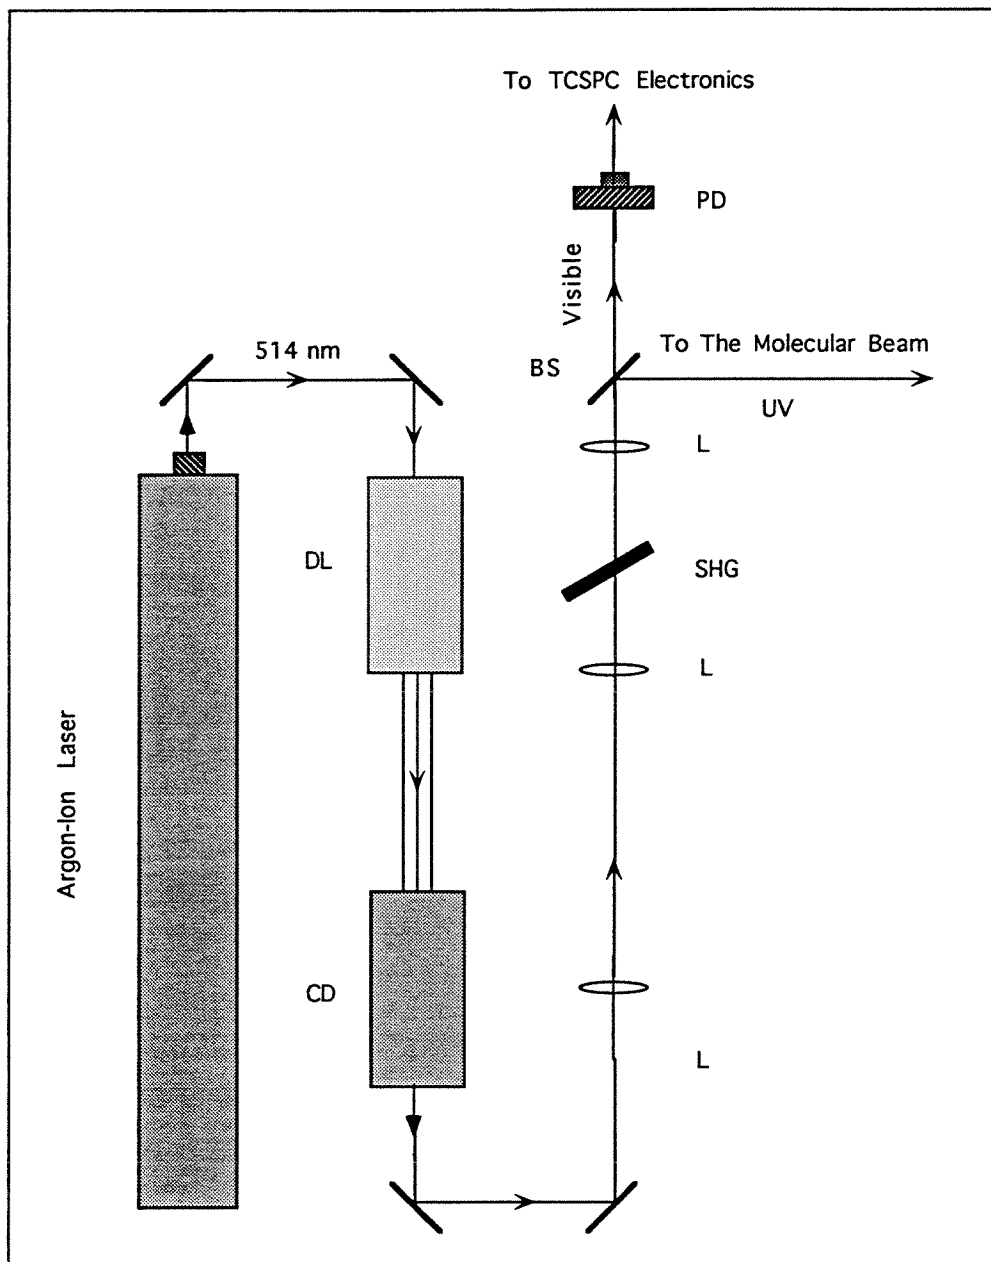 To TCSPC Electronics
PD
Visible
To The Molecular Beam
514 nm
BS
UV
L
DL
SHG
L
Argon-Ion Laser
CD
L